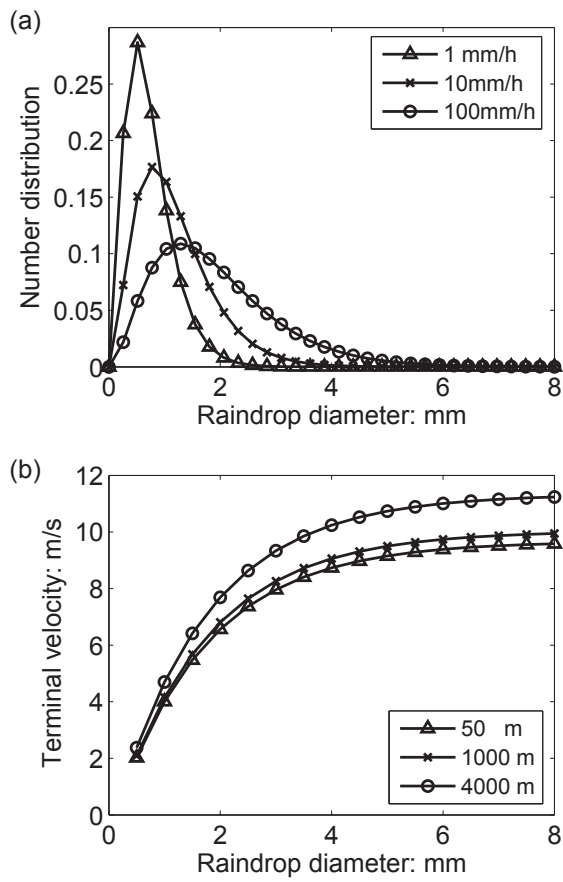 (a)
Number distribution
0.25
0.2
0.15
0.1
0.05
0
0 2 4 6 8
Raindrop diameter: mm
1 mm/h
10mm/h
100mm/h
(b)
Terminal velocity: m/s
12
10
8
6
4
2
0
0 2 4 6 8
Raindrop diameter: mm
50 m
1000 m
4000 m